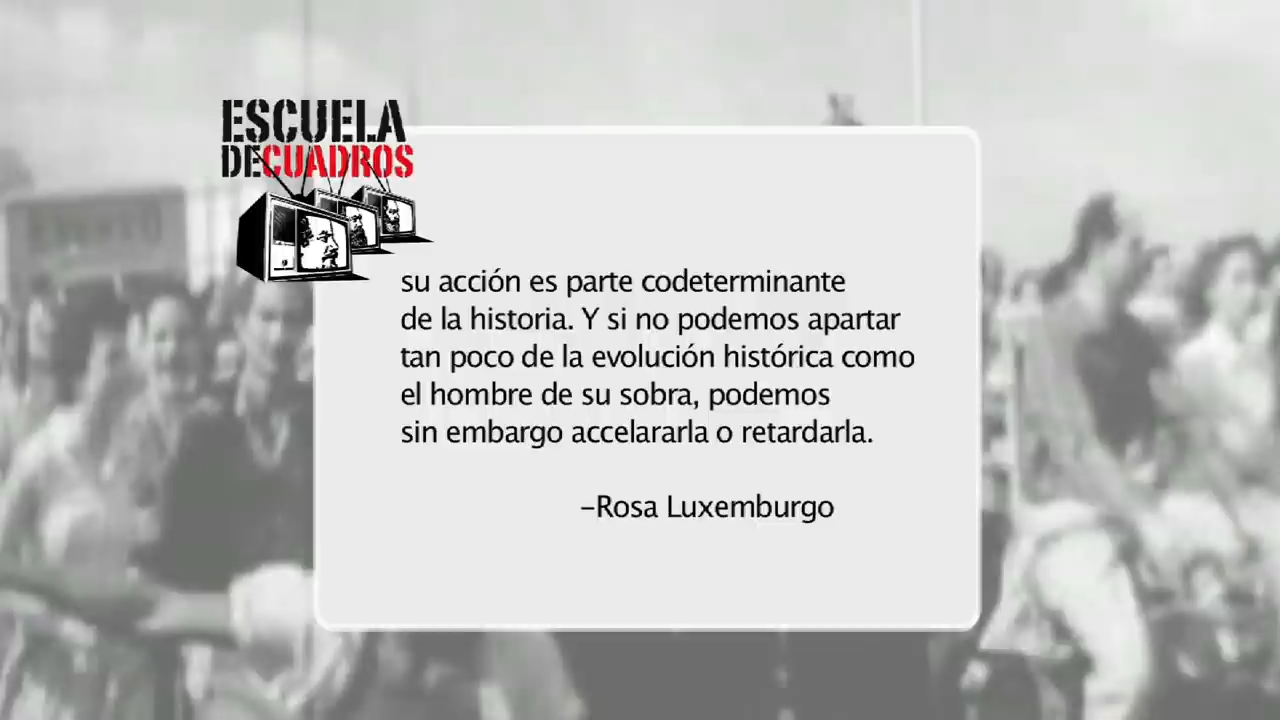 ESCUELA
DECUADROS
su acción es parte codeterminante
de la historia. Y si no podemos apartar
tan poco de la evolución histórica como
el hombre de su sobra, podemos
sin embargo accelararla o retardarla.
–Rosa Luxemburgo